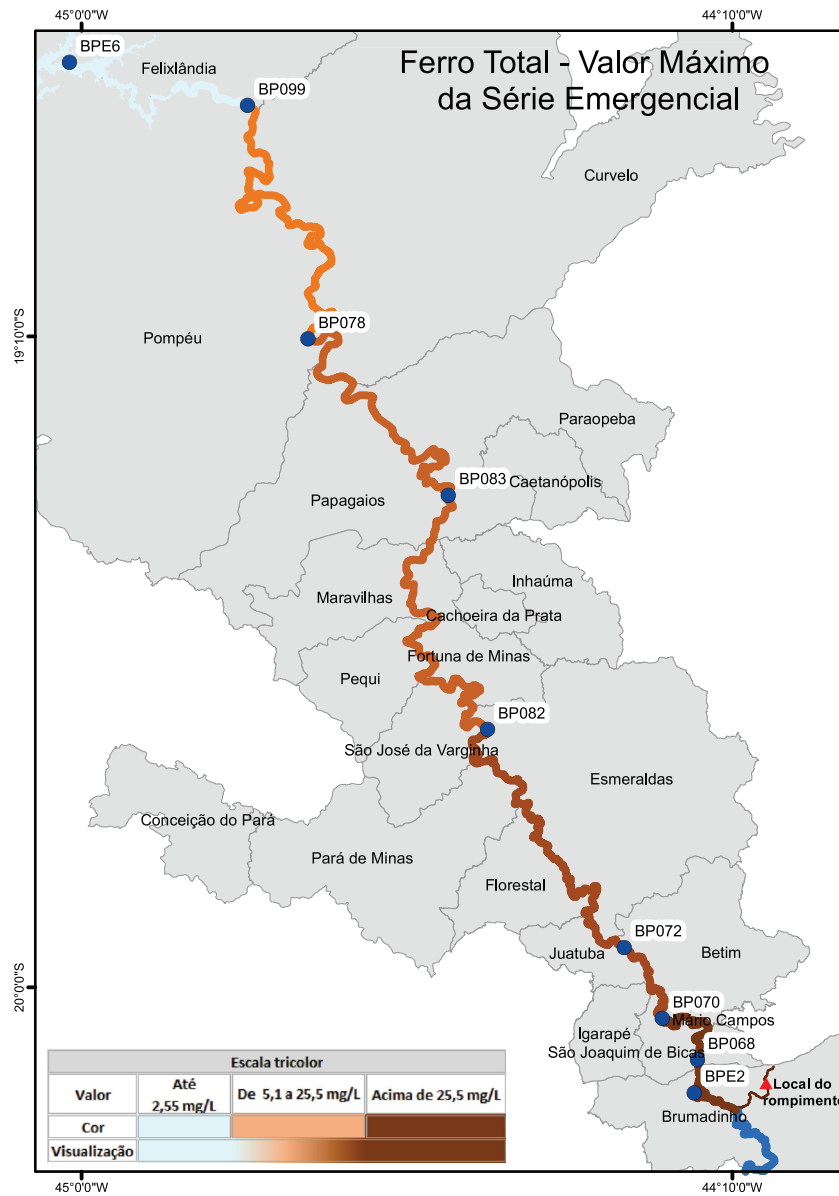 45°0'0"W
44°10'0"W
Ferro Total - Valor Máximo
da Série Emergencial
BPE6
Felixlândia
BP099
Curvelo
19°10'0"S
BP078
Pompéu
Paraopeba
BP083
Caetanópolis
Papagaios
Inhaúma
Maravilhas
Cachoeira da Prata
Fortuna de Minas
Pequi
BP082
São José da Varginha
Esmeraldas
Conceição do Pará
Pará de Minas
Florestal
BP072
Juatuba
Betim
20°0'0"S
BP070
Mário Campos
Igarapé
São Joaquim de Bicas
BP068
BPE2
Local do
rompimento
Brumadinho
Escala tricolor
Valor
Até
2,55 mg/L
De 5,1 a 25,5 mg/L
Acima de 25,5 mg/L
Cor
Visualização
45°0'0"W
44°10'0"W